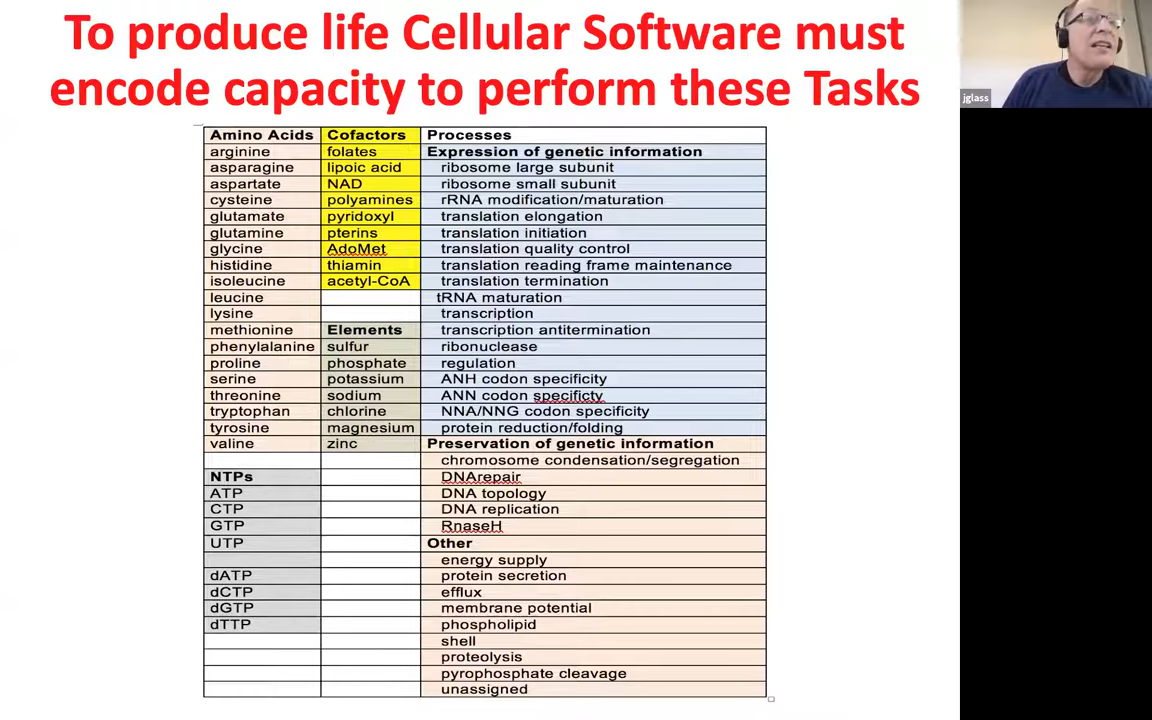 To produce life Cellular Software must
encode capacity to perform these Tasks
jglass
Amino Acids Cofactors Processes
arginine folates Expression of genetic information
asparagine lipoic acid ribosome large subunit
aspartate NAD ribosome small subunit
cysteine polyamines rRNA modification/maturation
glutamate pyridoxyl translation elongation
glutamine pterins translation initiation
glycine AdoMet translation quality control
histidine thiamin translation reading frame maintenance
isoleucine acetyl-CoA translation termination
leucine tRNA maturation
lysine transcription
methionine Elements transcription antitermination
phenylalanine sulfur ribonuclease
proline phosphate regulation
serine potassium ANH codon specificity
threonine sodium ANN codon specificty
tryptophan chlorine NNA/NNG codon specificity
tyrosine magnesium protein reduction/folding
valine zinc Preservation of genetic information
chromosome condensation/segregation
NTPs DNArepair
ATP DNA topology
CTP DNA replication
GTP RnaseH
UTP Other
energy supply
dATP protein secretion
dCTP efflux
dGTP membrane potential
dTTP phospholipid
shell
proteolysis
pyrophosphate cleavage
unassigned